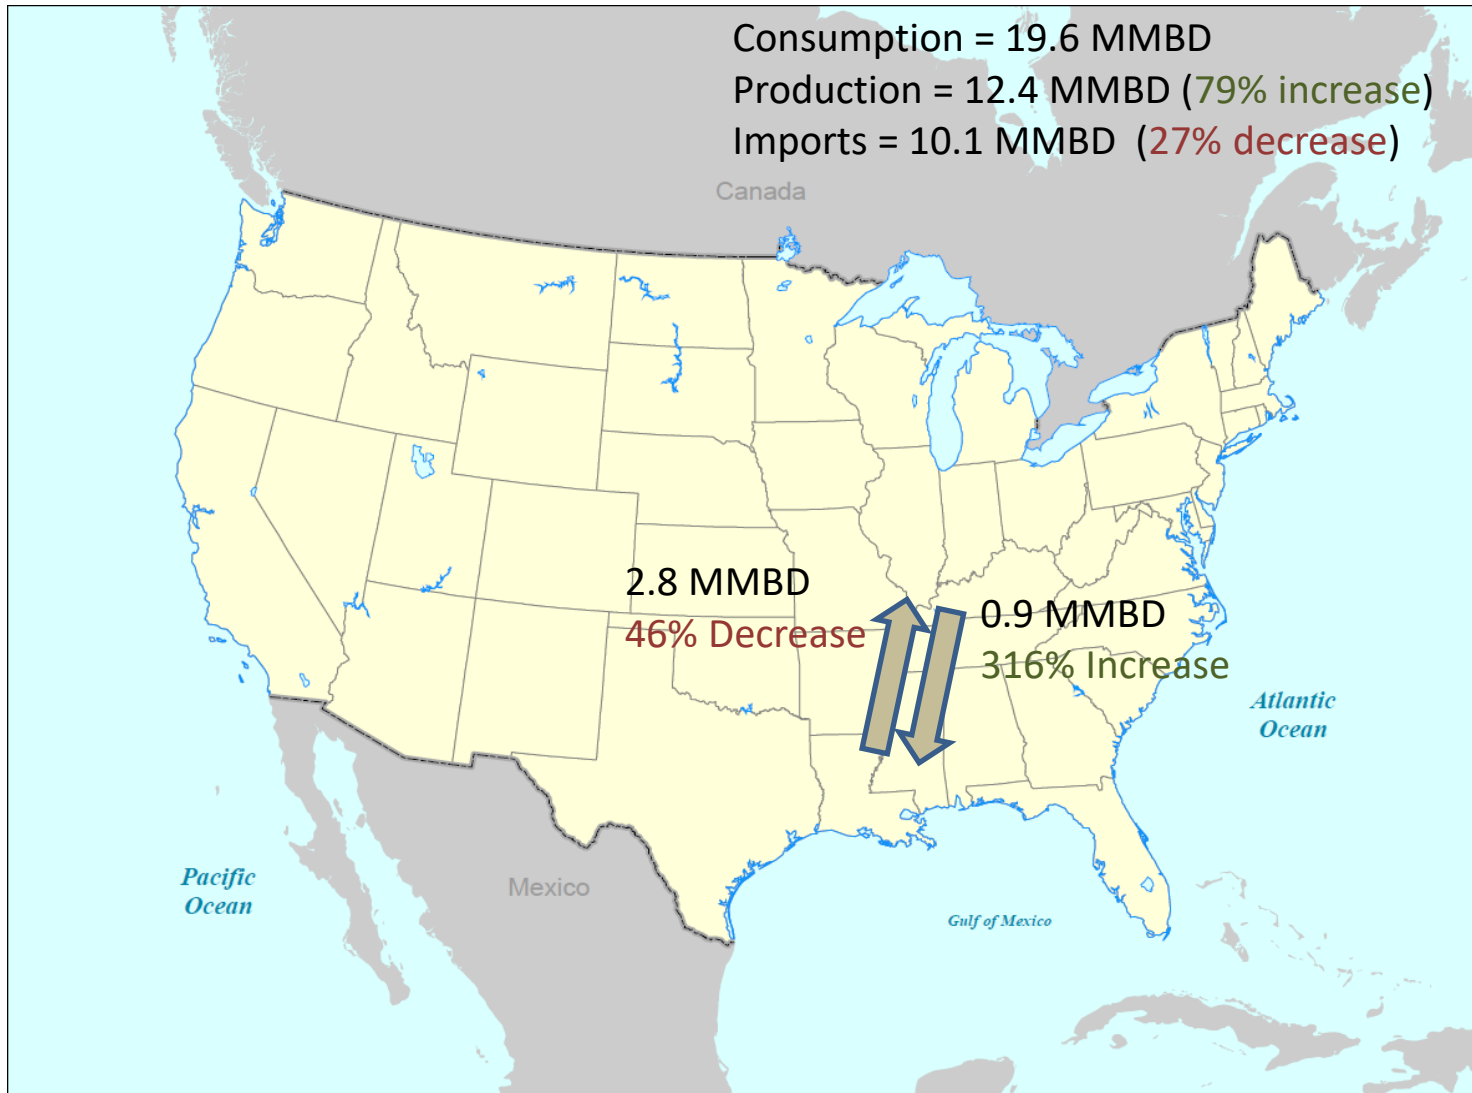 Consumption = 19.6 MMBD
Production = 12.4 MMBD (79% increase)
Imports = 10.1 MMBD (27% decrease)
Canada
2.8 MMBD
46% Decrease
0.9 MMBD
316% Increase
Atlantic
Ocean
Pacific
Ocean
Mexico
Gulf of Mexico